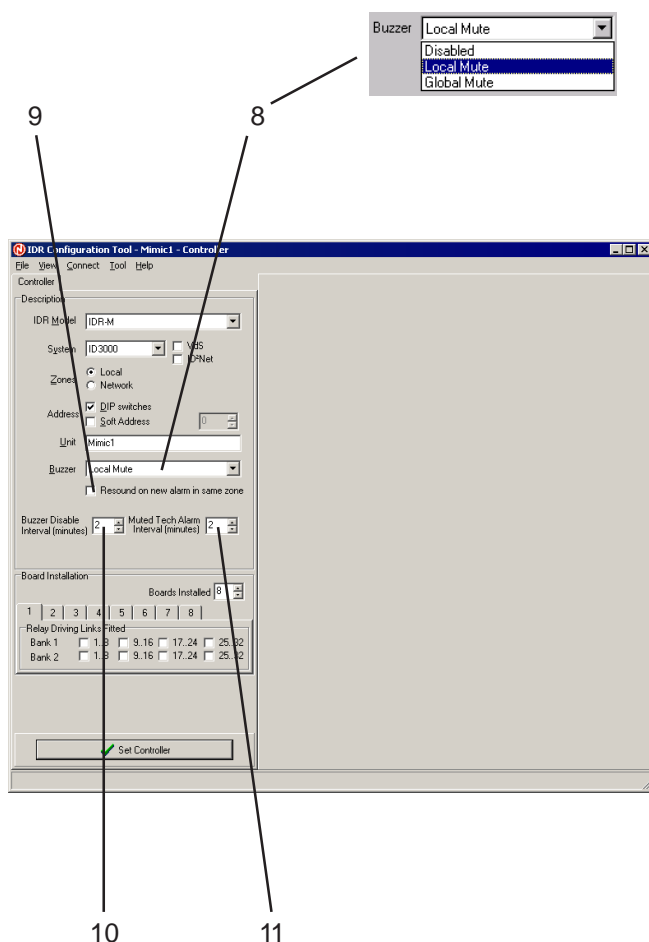 Buzzer Local Mute
Disabled
Local Mute
Global Mute
9 8
IDR Configuration Tool - Mimic1 - Controller
File View Connect Tool Help
Controller
Description
IDR Model IDR-M
System ID3000 VdS
ID²Net
Zones Local
Network
Address DIP switches
Soft Address 0
Unit Mimic1
Buzzer Local Mute
Resound on new alarm in same zone
Buzzer Disable Interval (minutes) 2 Muted Tech Alarm Interval (minutes) 2
Board Installation
Boards Installed 8
1 2 3 4 5 6 7 8
Relay Driving Links Fitted
Bank 1 1..8 9..16 17..24 25..32
Bank 2 1..8 9..16 17..24 25..32
Set Controller
10 11